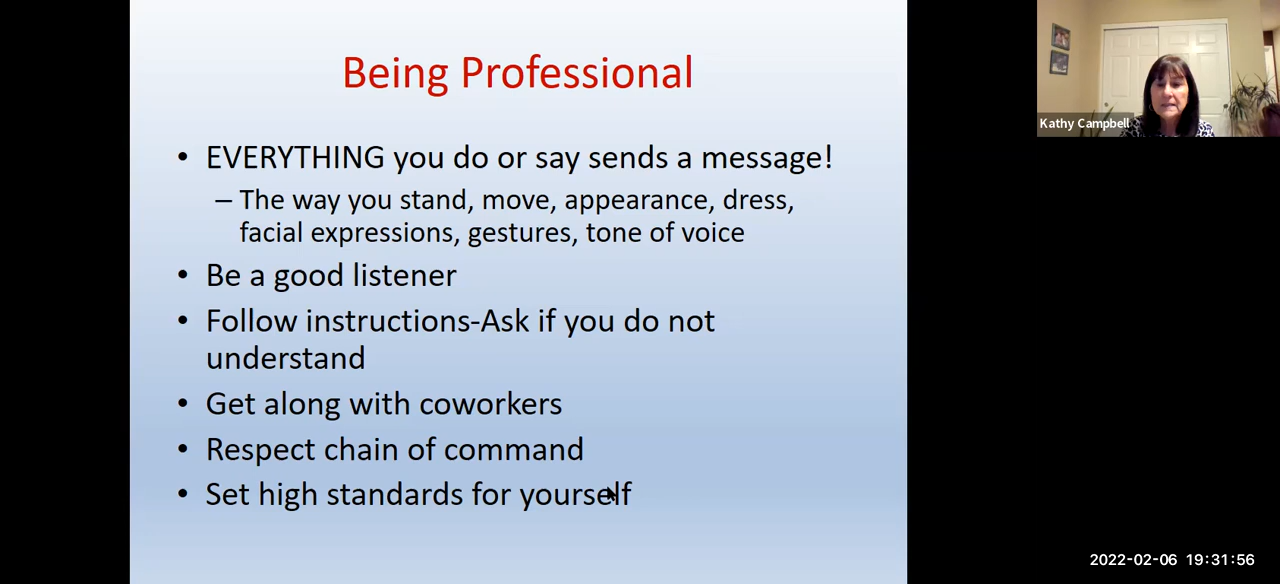 Being Professional
• EVERYTHING you do or say sends a message!
– The way you stand, move, appearance, dress,
facial expressions, gestures, tone of voice
• Be a good listener
• Follow instructions-Ask if you do not
understand
• Get along with coworkers
• Respect chain of command
• Set high standards for yourself
Kathy Campbell
2022-02-06 19:31:56